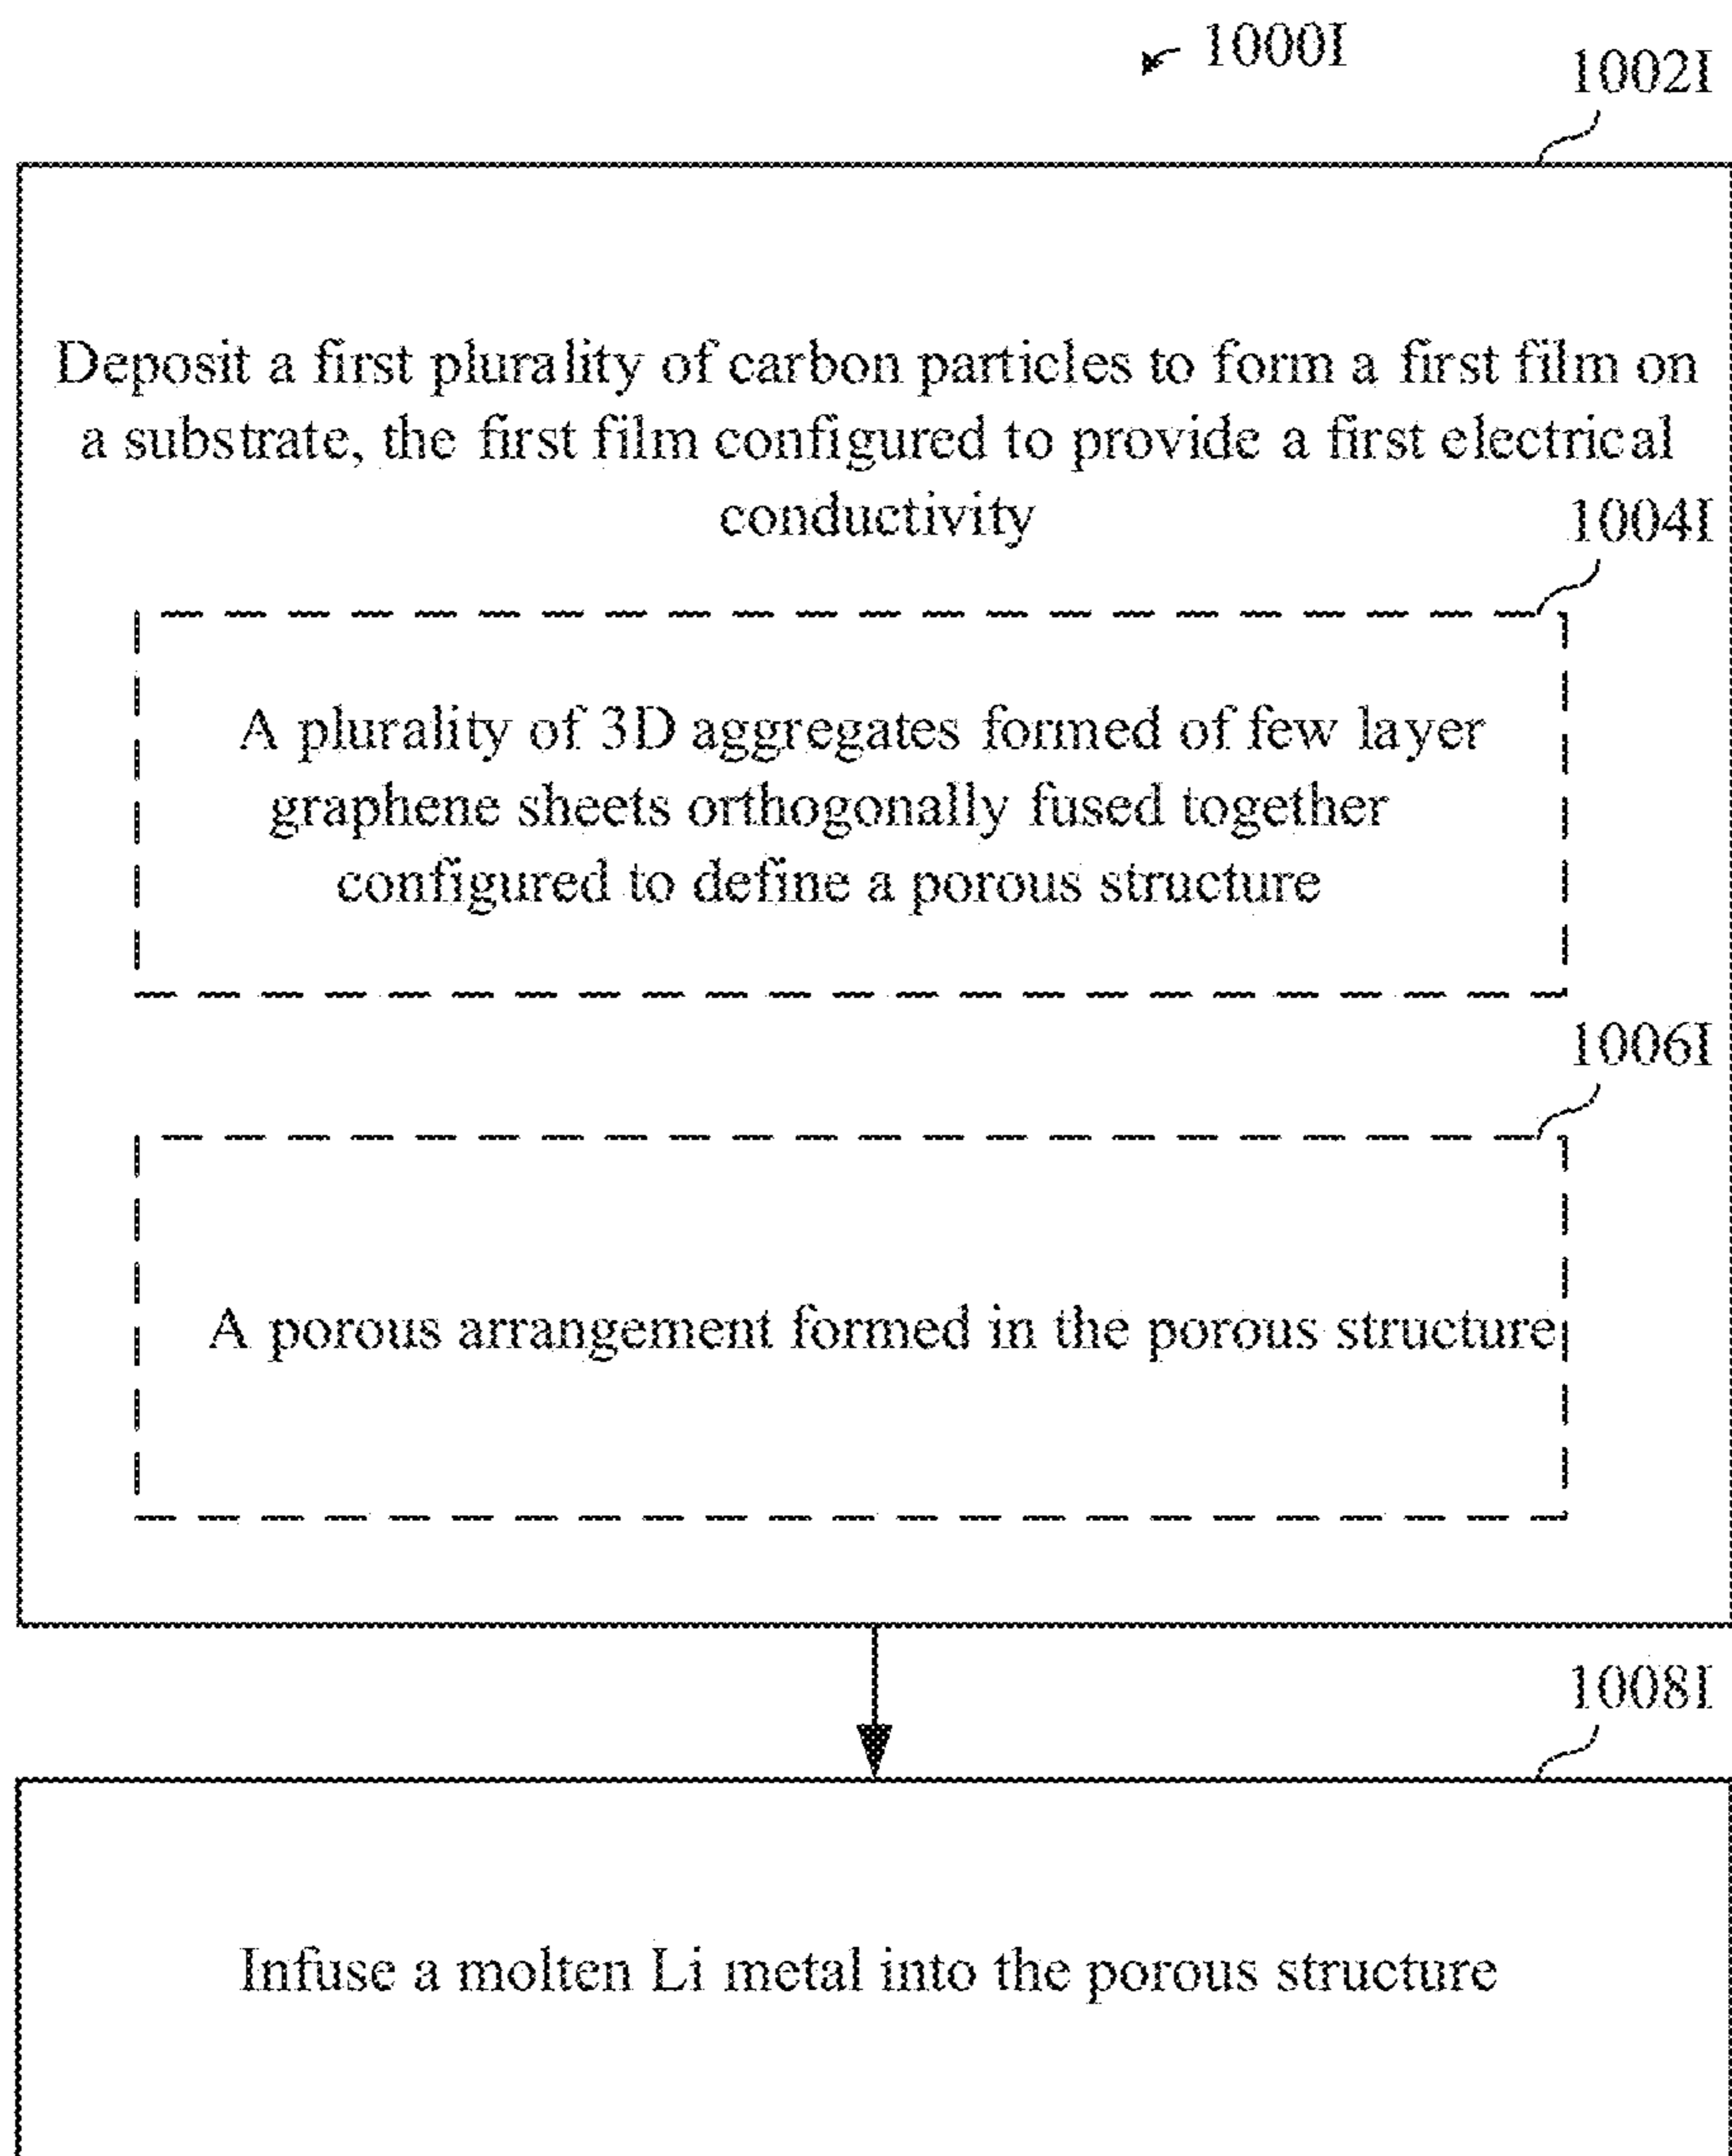 1000I
1002I
Deposit a first plurality of carbon particles to form a first film on
a substrate, the first film configured to provide a first electrical
conductivity
1004I
A plurality of 3D aggregates formed of few layer
graphene sheets orthogonally fused together
configured to define a porous structure
1006I
A porous arrangement formed in the porous structure
1008I
Infuse a molten Li metal into the porous structure